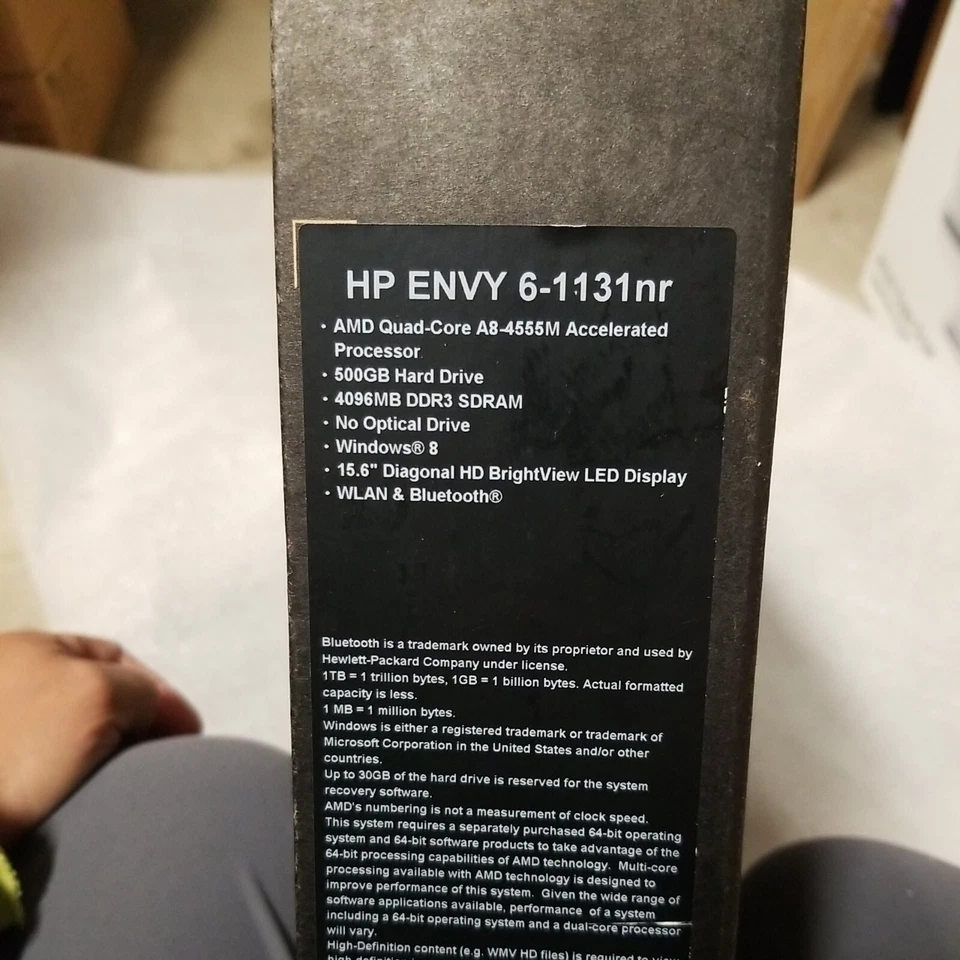 HP ENVY 6-1131nr
• AMD Quad-Core A8-4555M Accelerated
Processor
• 500GB Hard Drive
• 4096MB DDR3 SDRAM
• No Optical Drive
• Windows® 8
• 15.6" Diagonal HD BrightView LED Display
• WLAN & Bluetooth®
Bluetooth is a trademark owned by its proprietor and used by
Hewlett-Packard Company under license.
1TB = 1 trillion bytes, 1GB = 1 billion bytes. Actual formatted
capacity is less.
1 MB = 1 million bytes.
Windows is either a registered trademark or trademark of
Microsoft Corporation in the United States and/or other
countries.
Up to 30GB of the hard drive is reserved for the system
recovery software.
AMD's numbering is not a measurement of clock speed.
This system requires a separately purchased 64-bit operating
system and 64-bit software products to take advantage of the
64-bit processing capabilities of AMD technology. Multi-core
processing available with AMD technology is designed to
improve performance of this system. Given the wide range of
software applications available, performance of a system
including a 64-bit operating system and a dual-core processor
will vary.
High-Definition content (e.g. WMV HD files) is required to view